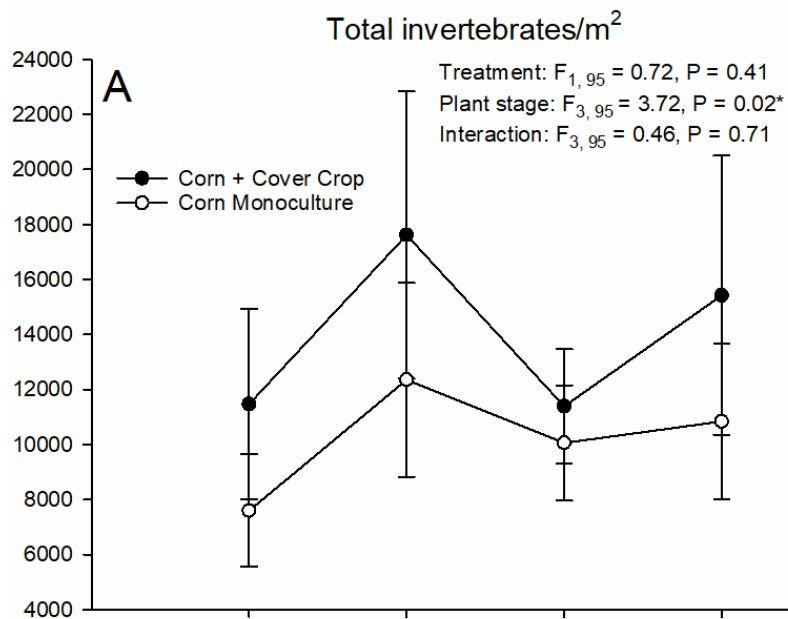 Total invertebrates/m²
A
Treatment: F1, 95 = 0.72, P = 0.41
Plant stage: F3, 95 = 3.72, P = 0.02*
Interaction: F3, 95 = 0.46, P = 0.71
Corn + Cover Crop
Corn Monoculture
24000
22000
20000
18000
16000
14000
12000
10000
8000
6000
4000